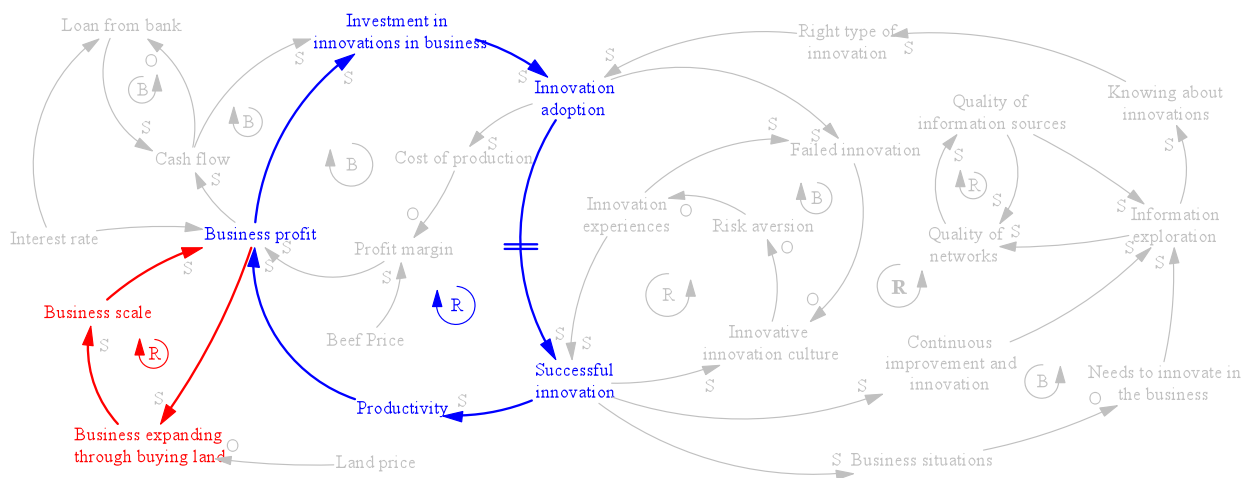 Loan from bank
Investment in
innovations in business
Right type of
innovation
S
S
S
S
S
S
O
B
B
S
Innovation
adoption
Knowing about
innovations
Quality of
information sources
S
S
S
S
Cash flow
Cost of production
Failed innovation
S
S
B
R
S
B
S
S
O
Innovation
experiences
Risk aversion
O
O
S
S
Information
exploration
Interest rate
Business profit
Profit margin
Quality of
networks
S
S
S
S
S
S
R
R
R
O
Business scale
R
S
Beef Price
S
S
Innovative
innovation culture
Continuous
improvement and
innovation
B
Needs to innovate in
the business
Successful
innovation
S
S
S
S
O
Productivity
Business expanding
through buying land
O
Land price
S
Business situations